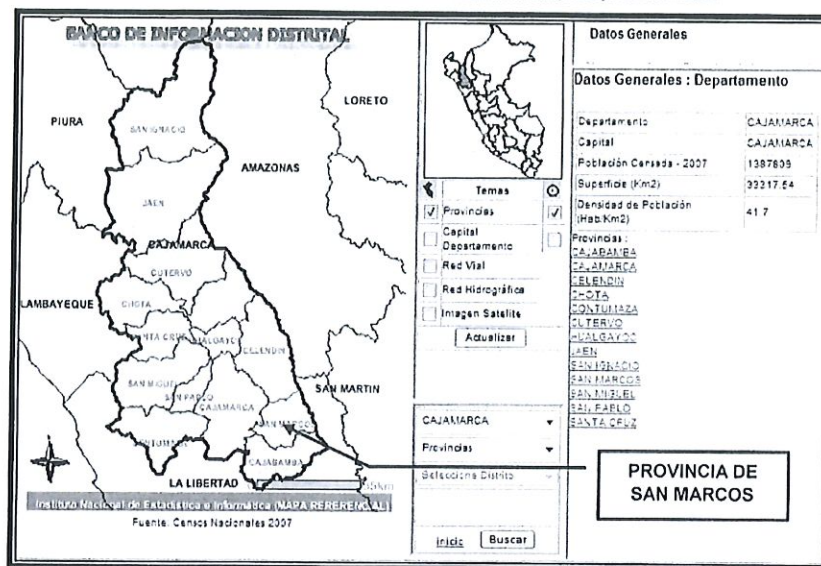 BANCO DE INFORMACION DISTRITAL
PIURA
LORETO
SAN IGNACIO
AMAZONAS
JAEN
CAJAMARCA
CUTERVO
LAMBAYEQUE
CHOTA
CELENDIN
SAN MIGUEL
SAN PABLO
CAJAMARCA
SAN MARTIN
CAJABAMBA
LA LIBERTAD
Instituto Nacional de Estadistica e Informática (MAPA REFERENCIAL)
Fuente: Censos Nacionales 2007
Temas
Provincias
Capital
Departamento
Red Vial
Red Hidrográfica
Imagen Satelite
Actualizar
CAJAMARCA
Provincias
Seleccione Distrito
inicio Buscar
Datos Generales
Datos Generales : Departamento
Departamento CAJAMARCA
Capital CAJAMARCA
Población Censada - 2007 1387809
Superficie (Km2) 33317.54
Densidad de Población
(Hab/Km2) 41.7
Provincias :
CAJABAMBA
CAJAMARCA
CELENDIN
CHOTA
CONTUMAZA
CUTERVO
HUALGAYOC
JAEN
SAN IGNACIO
SAN MARCOS
SAN MIGUEL
SAN PABLO
SANTA CRUZ
PROVINCIA DE
SAN MARCOS